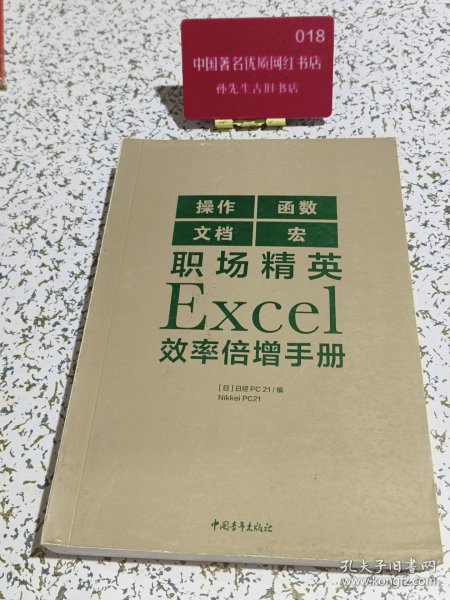 018
中国著名优质网红书店
孙先生古旧书店
操作 函数
文档 宏
职场精英
Excel
效率倍增手册
[日]日经PC 21/编
Nikkei PC21
中国青年出版社
孔夫子旧书网
www.kongfz.com